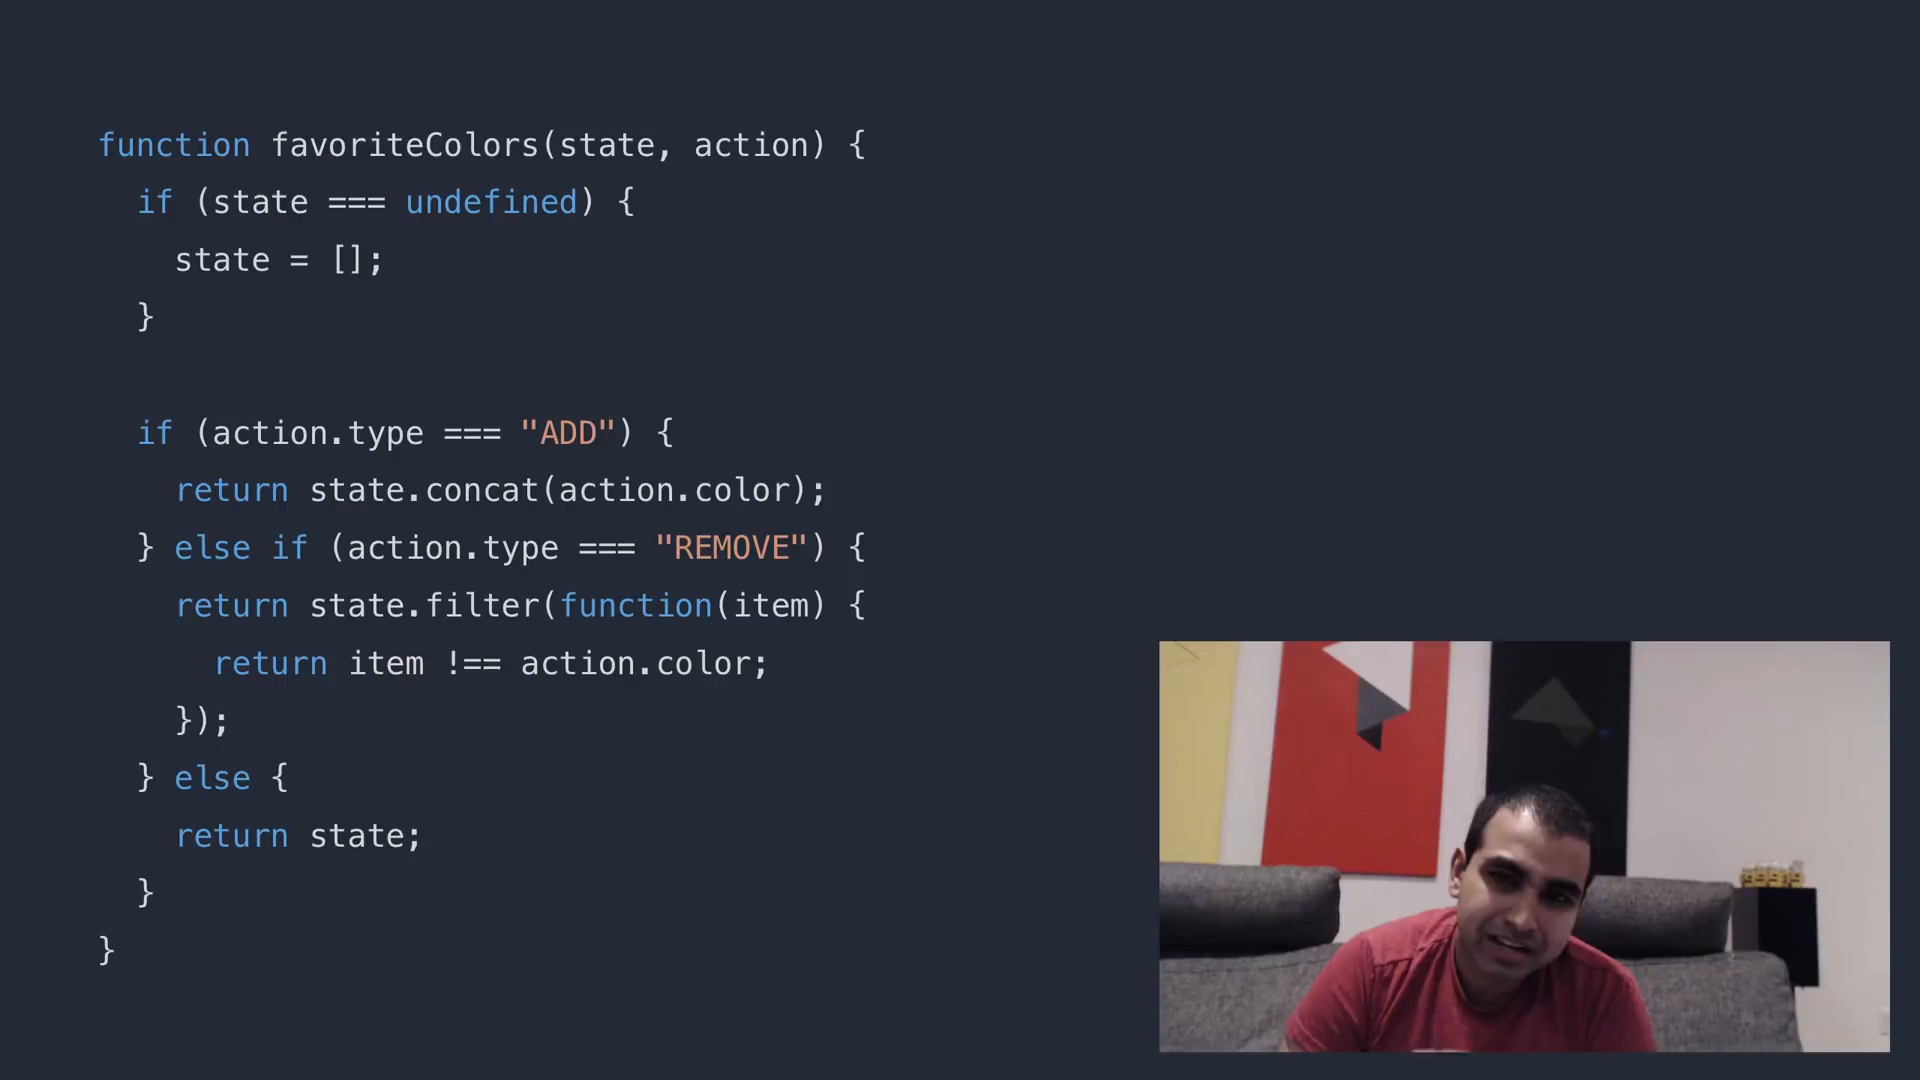 function favoriteColors(state, action) {
if (state === undefined) {
state = [];
}
if (action.type === "ADD") {
return state.concat(action.color);
} else if (action.type === "REMOVE") {
return state.filter(function(item) {
return item !== action.color;
});
} else {
return state;
}
}